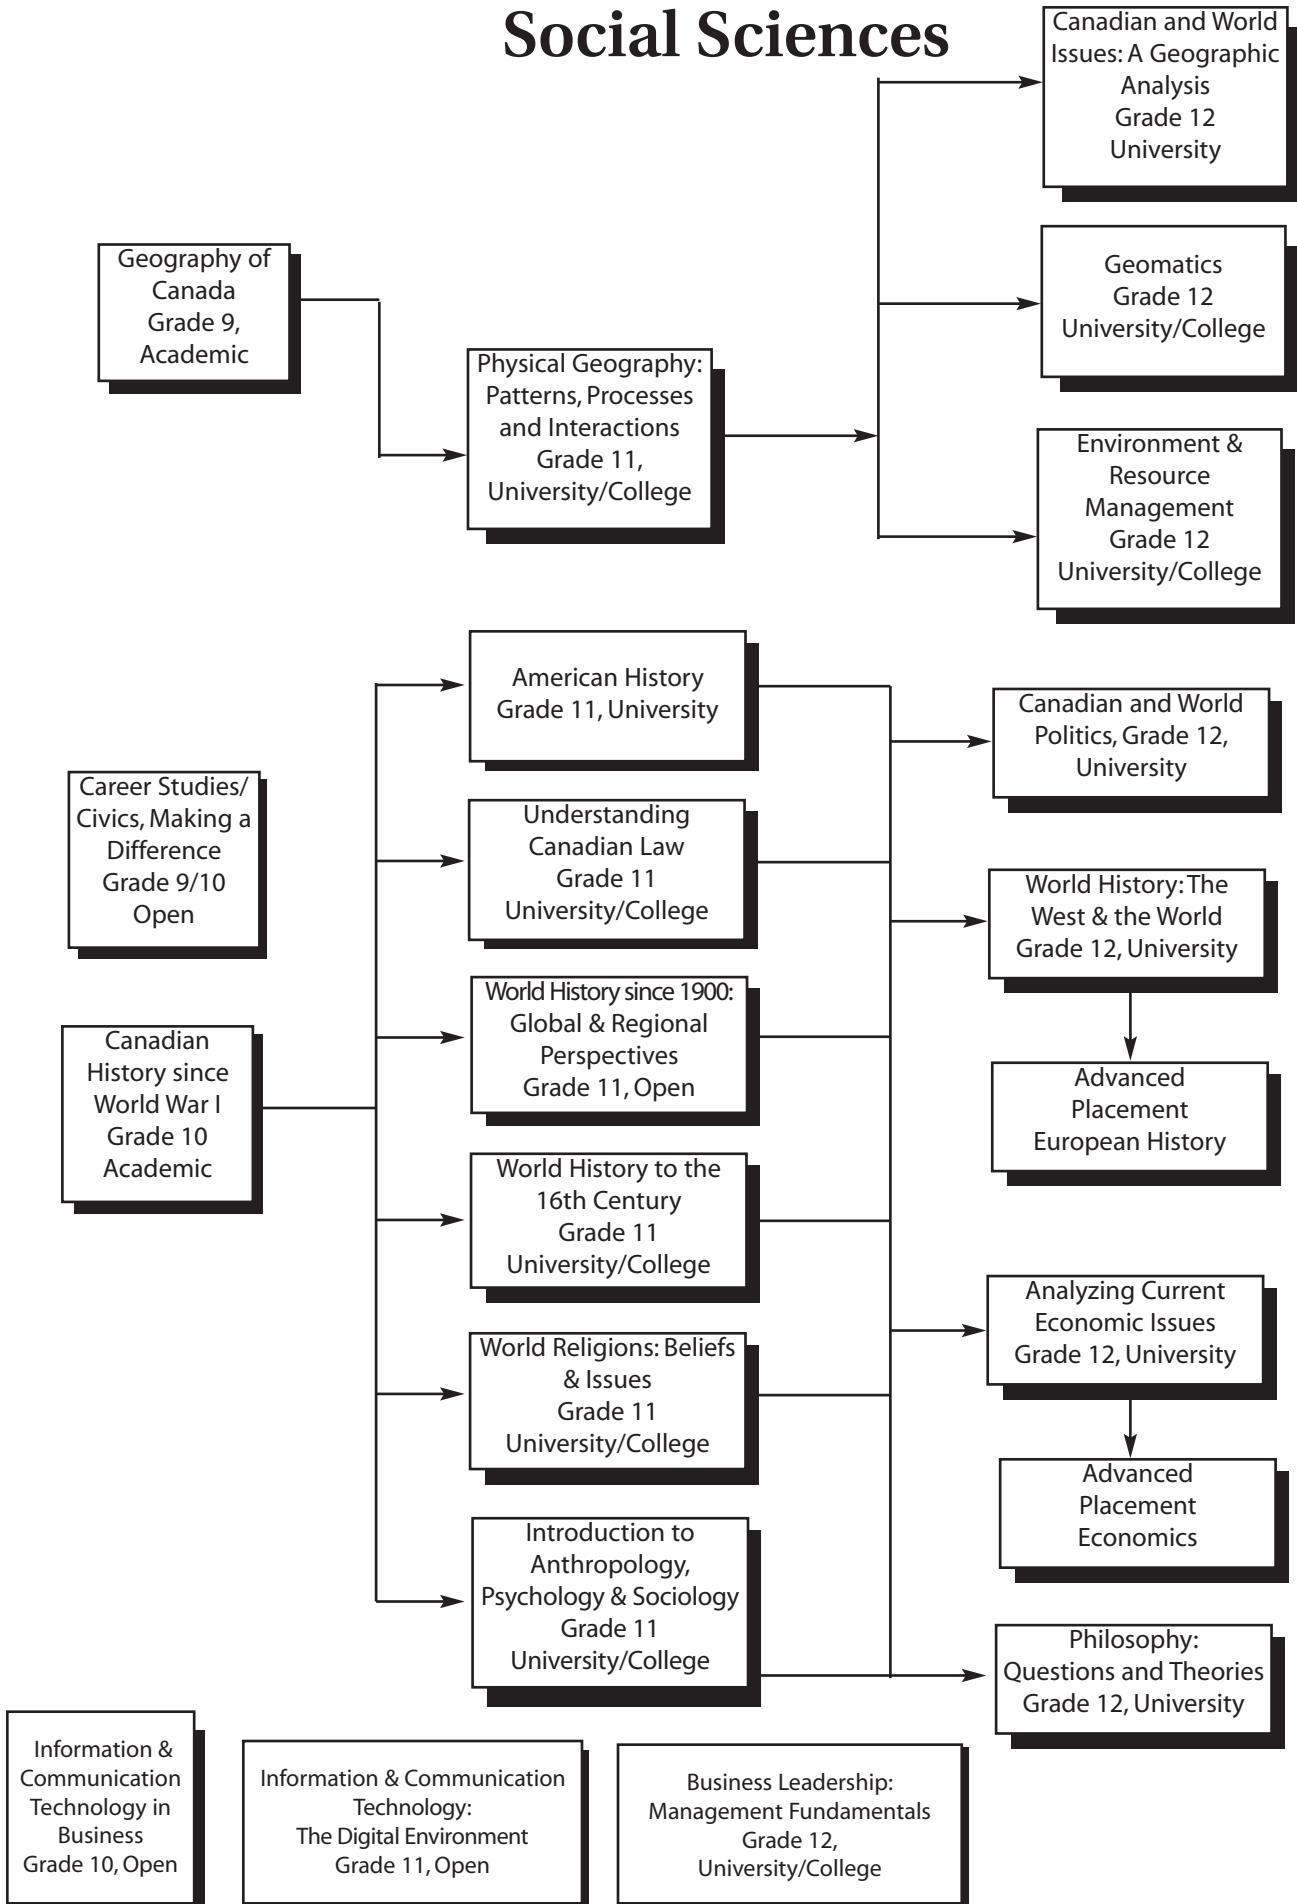 Social Sciences
Canadian and World
Issues: A Geographic
Analysis
Grade 12
University
Geography of
Canada
Grade 9,
Academic
Geomatics
Grade 12
University/College
Physical Geography:
Patterns, Processes
and Interactions
Grade 11,
University/College
Environment &
Resource
Management
Grade 12
University/College
American History
Grade 11, University
Canadian and World
Politics, Grade 12,
University
Career Studies/
Civics, Making a
Difference
Grade 9/10
Open
Understanding
Canadian Law
Grade 11
University/College
World History: The
West & the World
Grade 12, University
World History since 1900:
Global & Regional
Perspectives
Grade 11, Open
Canadian
History since
World War I
Grade 10
Academic
Advanced
Placement
European History
World History to the
16th Century
Grade 11
University/College
Analyzing Current
Economic Issues
Grade 12, University
World Religions: Beliefs
& Issues
Grade 11
University/College
Advanced
Placement
Economics
Introduction to
Anthropology,
Psychology & Sociology
Grade 11
University/College
Philosophy:
Questions and Theories
Grade 12, University
Information &
Communication
Technology in
Business
Grade 10, Open
Information & Communication
Technology:
The Digital Environment
Grade 11, Open
Business Leadership:
Management Fundamentals
Grade 12,
University/College